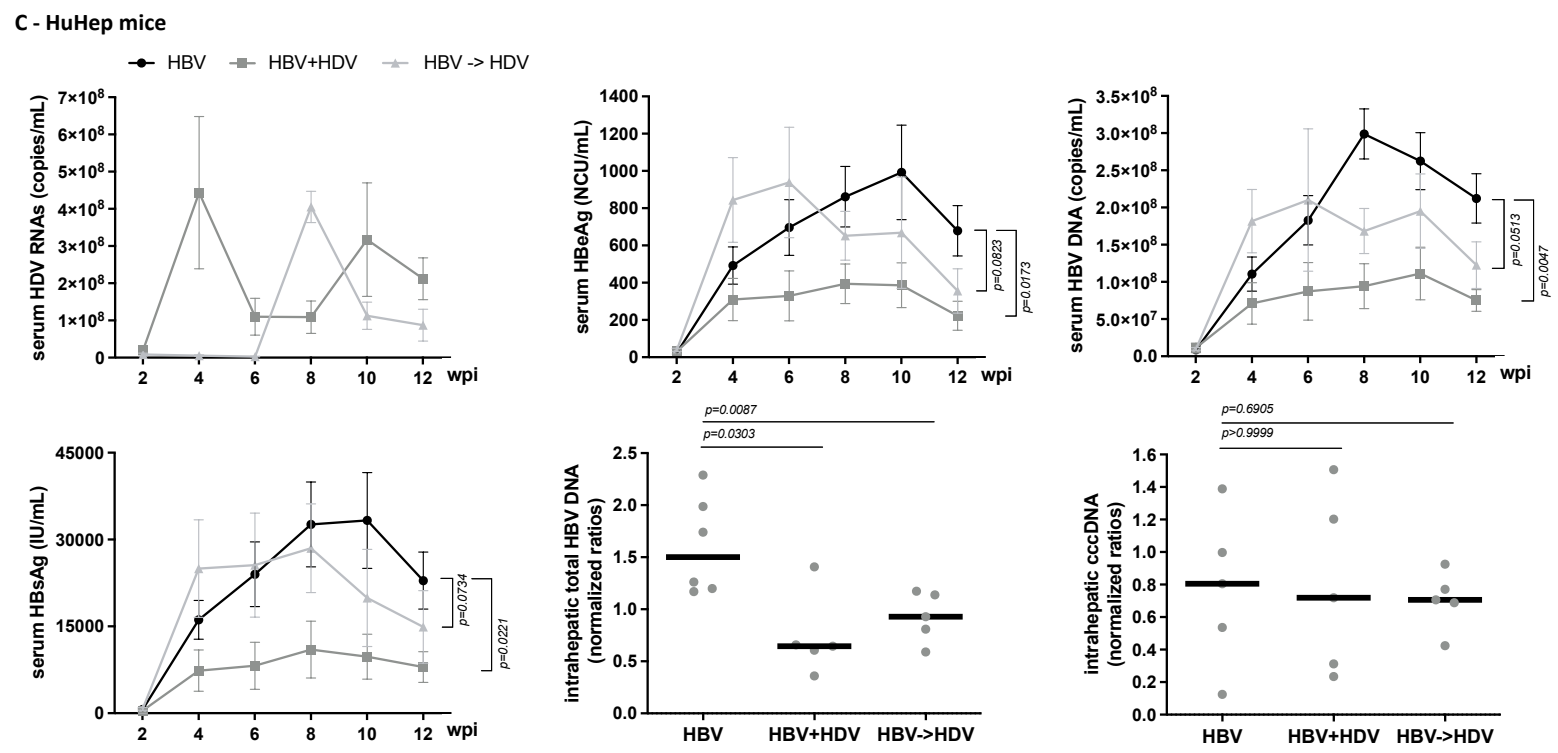 C - HuHep mice
HBV HBV+HDV HBV -> HDV
serum HDV RNAs (copies/mL)
7×10⁸
6×10⁸
5×10⁸
4×10⁸
3×10⁸
2×10⁸
1×10⁸
0
2 4 6 8 10 12 wpi
serum HBeAg (NCU/mL)
1400
1200
1000
800
600
400
200
0
2 4 6 8 10 12 wpi
p=0.0823
p=0.0173
serum HBV DNA (copies/mL)
3.5×10⁸
3.0×10⁸
2.5×10⁸
2.0×10⁸
1.5×10⁸
1.0×10⁸
5.0×10⁷
0.0
2 4 6 8 10 12 wpi
p=0.0513
p=0.0047
serum HBsAg (IU/mL)
45000
30000
15000
0
2 4 6 8 10 12 wpi
p=0.0734
p=0.0221
p=0.0087
p=0.0303
intrahepatic total HBV DNA
(normalized ratios)
2.5
2.0
1.5
1.0
0.5
0.0
HBV HBV+HDV HBV->HDV
p=0.6905
p>0.9999
intrahepatic cccDNA
(normalized ratios)
1.6
1.4
1.2
1.0
0.8
0.6
0.4
0.2
0.0
HBV HBV+HDV HBV->HDV